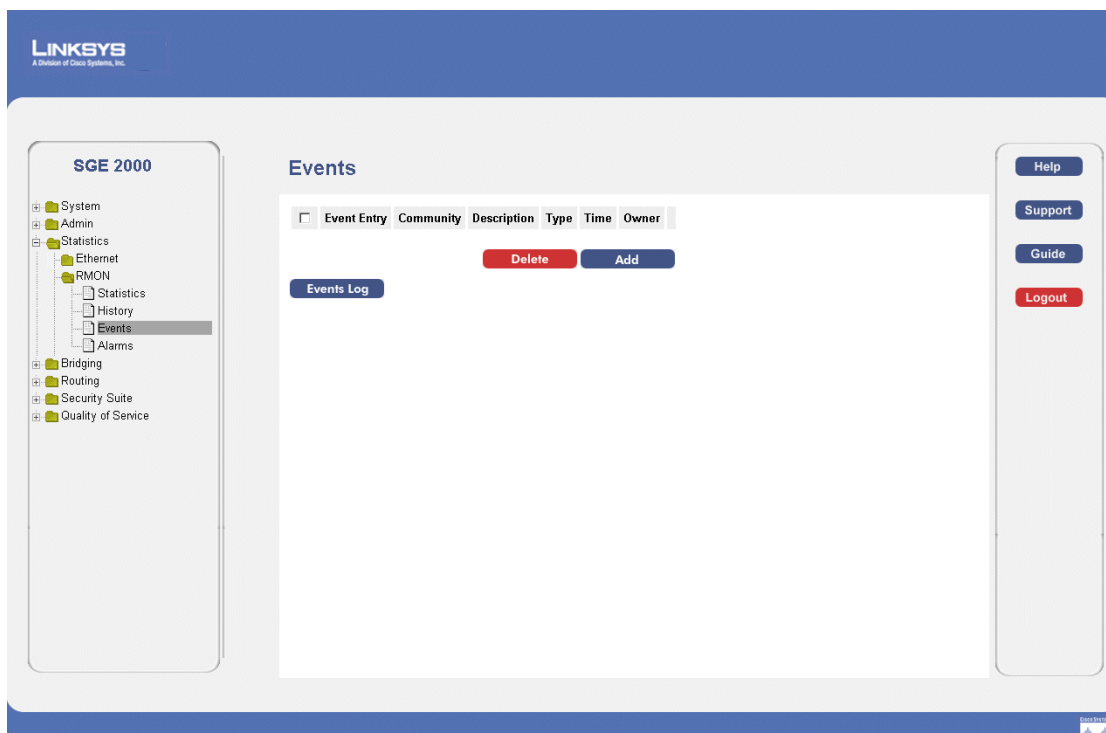 LINKSYS
A Division of Cisco Systems, Inc.
SGE 2000
System
Admin
Statistics
Ethernet
RMON
Statistics
History
Events
Alarms
Bridging
Routing
Security Suite
Quality of Service
Events
Event Entry Community Description Type Time Owner
Delete Add
Events Log
Help
Support
Guide
Logout